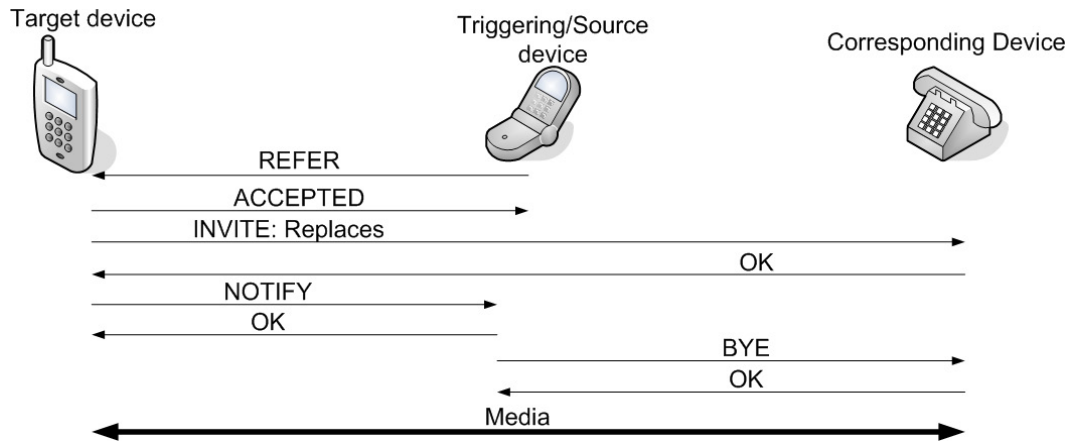 Target device
Triggering/Source
device
Corresponding Device
REFER
ACCEPTED
INVITE: Replaces
OK
NOTIFY
OK
BYE
OK
Media